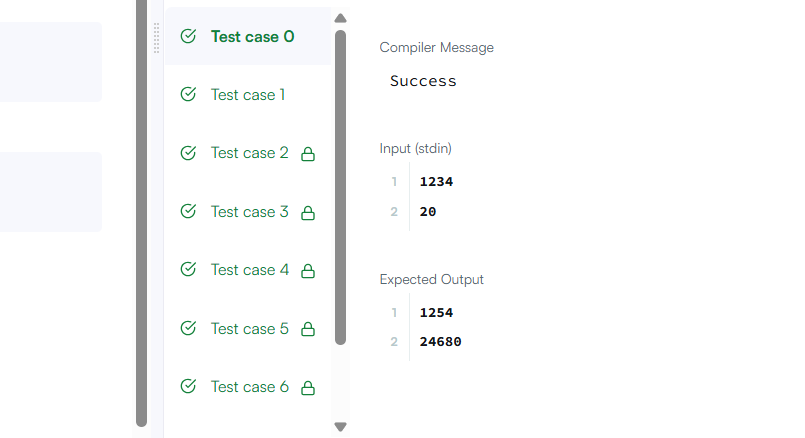 Test case 0
Test case 1
Test case 2
Test case 3
Test case 4
Test case 5
Test case 6
Compiler Message
Success
Input (stdin)
1 1234
2 20
Expected Output
1 1254
2 24680